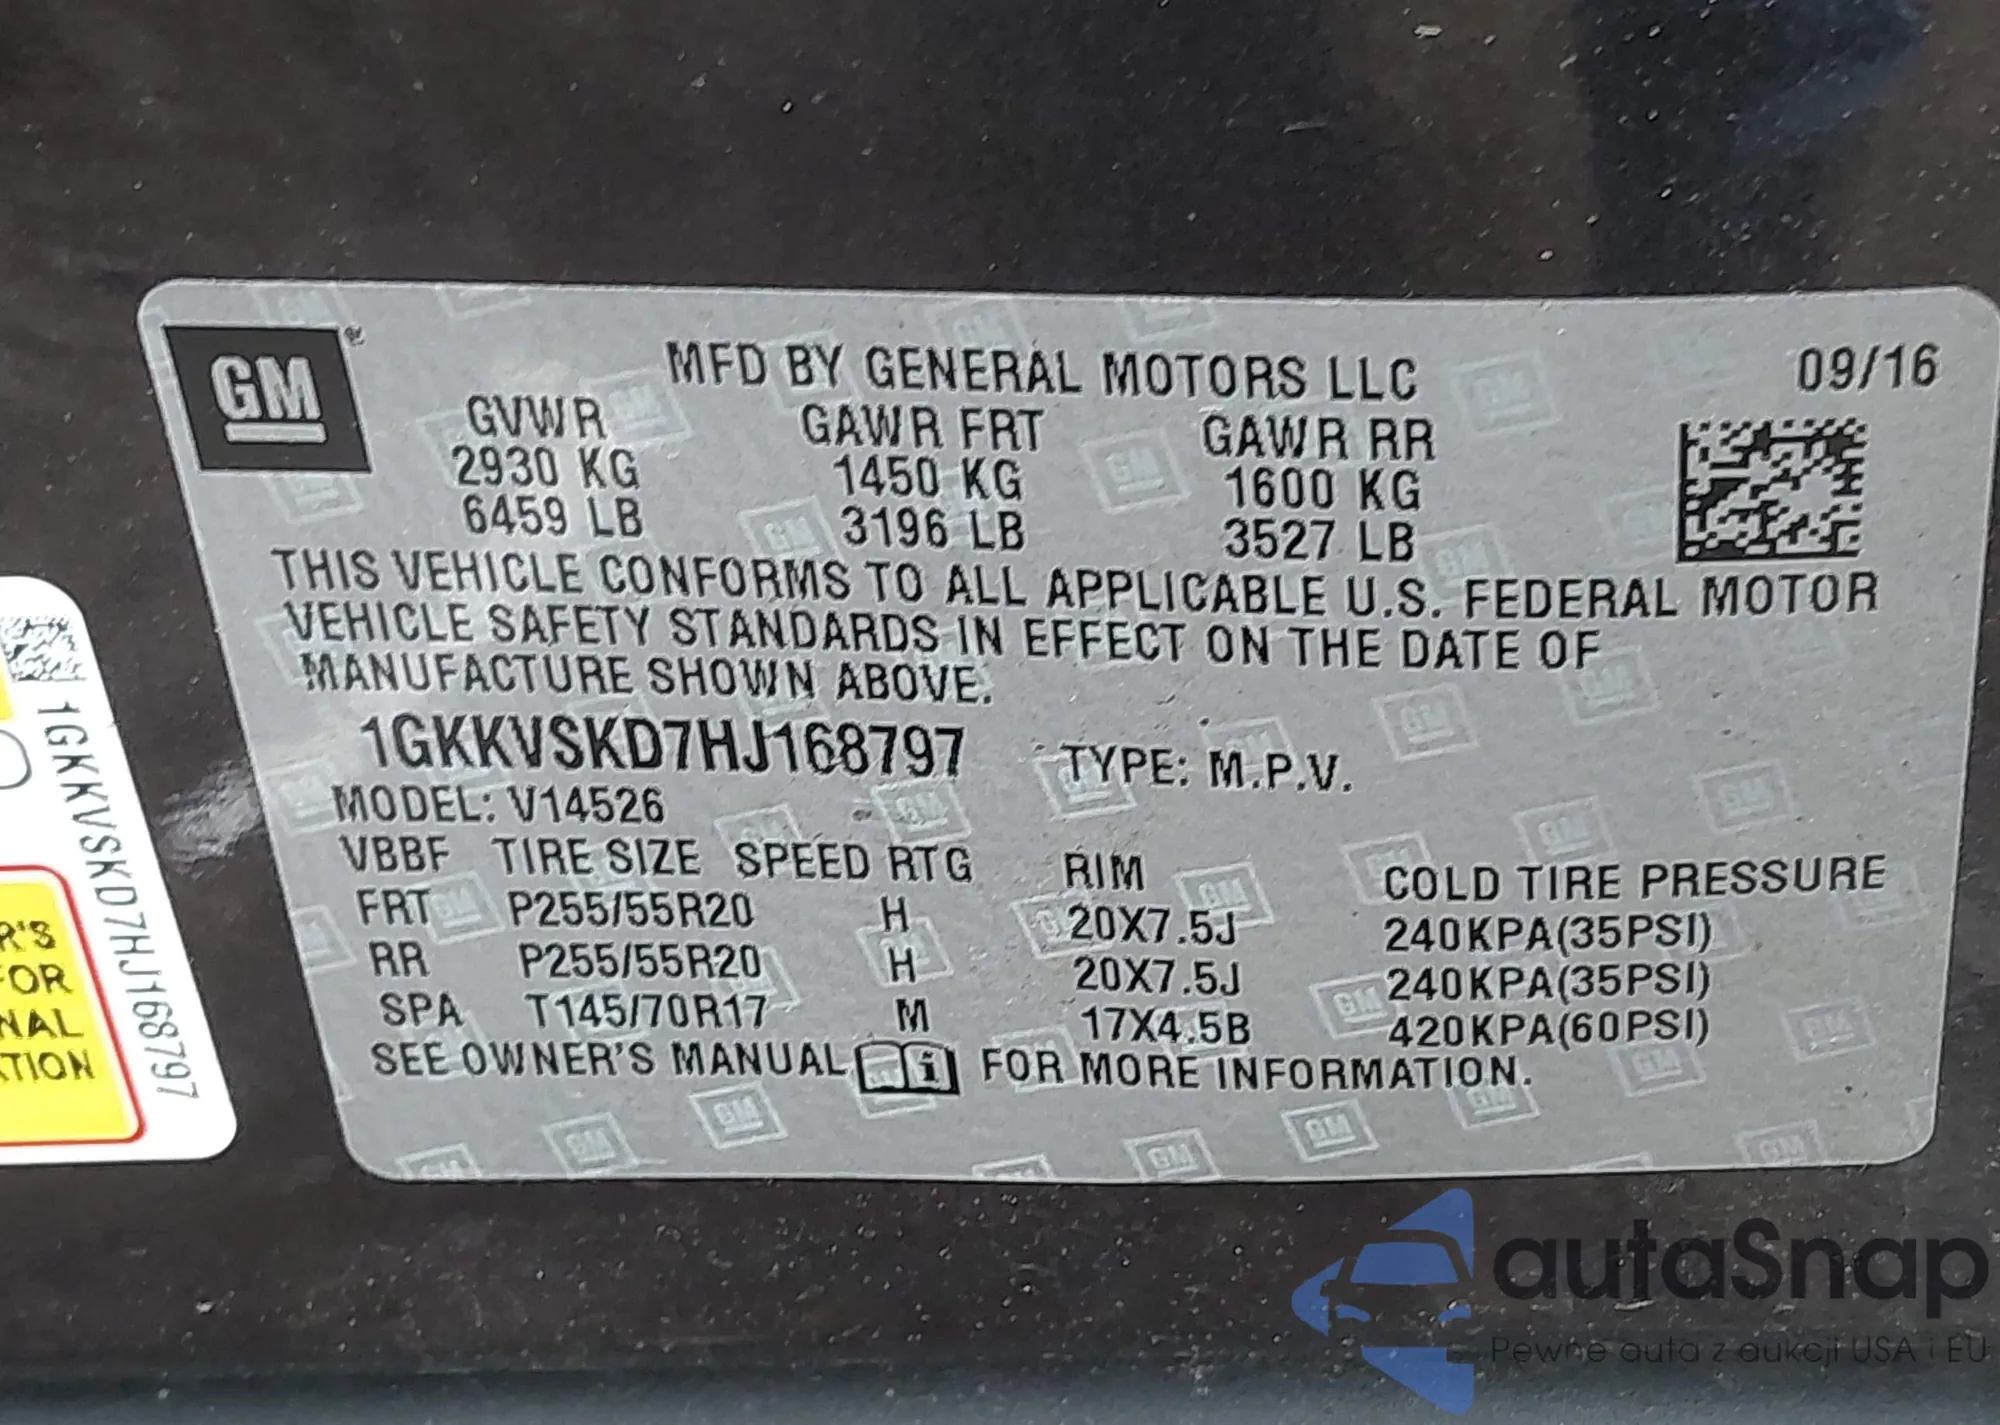 GM
MFD BY GENERAL MOTORS LLC 09/16
GVWR GAWR FRT GAWR RR
2930 KG 1450 KG 1600 KG
6459 LB 3196 LB 3527 LB
THIS VEHICLE CONFORMS TO ALL APPLICABLE U.S. FEDERAL MOTOR
VEHICLE SAFETY STANDARDS IN EFFECT ON THE DATE OF
MANUFACTURE SHOWN ABOVE.
1GKKVSKD7HJ168797 TYPE: M.P.V.
MODEL: V14526
VBBF TIRE SIZE SPEED RTG RIM COLD TIRE PRESSURE
FRT P255/55R20 H 20X7.5J 240KPA(35PSI)
RR P255/55R20 H 20X7.5J 240KPA(35PSI)
SPA T145/70R17 M 17X4.5B 420KPA(60PSI)
SEE OWNER'S MANUAL FOR MORE INFORMATION.
1GKKVSKD7HJ168797
R'S
FOR
NAL
TION
autaSnap
Pewne auta z aukcji USA i EU